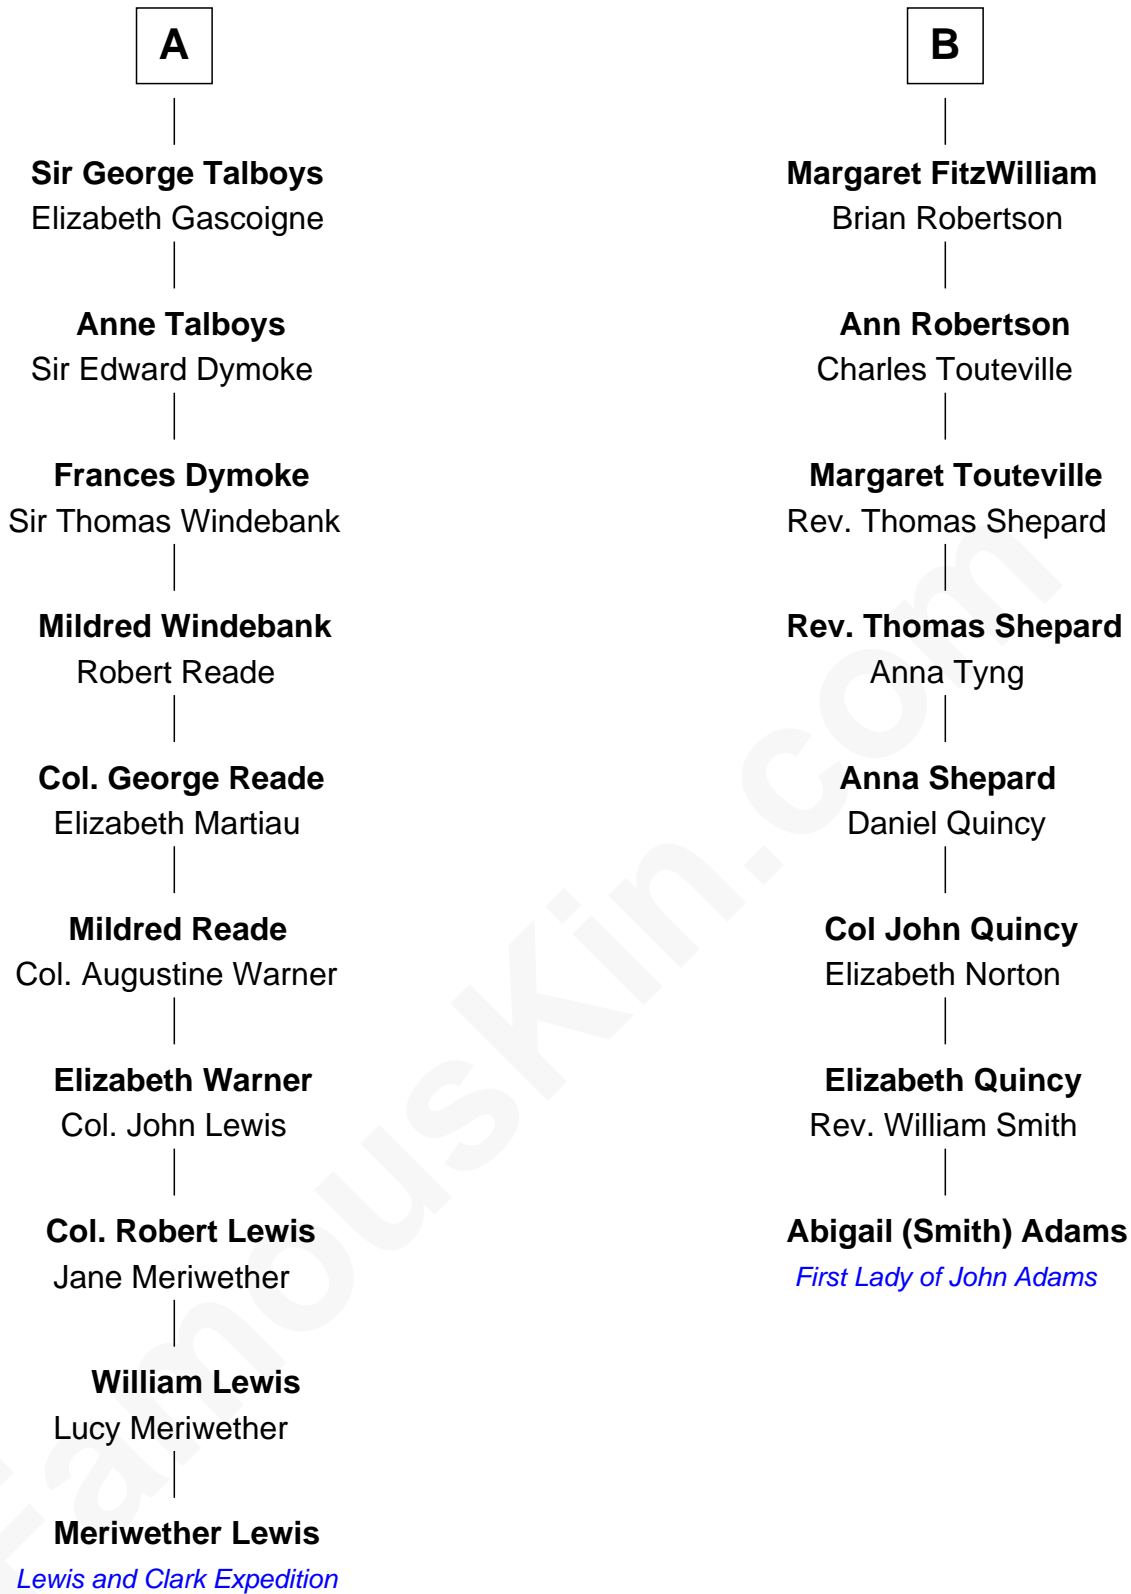 A
Sir George Talboys
Elizabeth Gascoigne
Anne Talboys
Sir Edward Dymoke
Frances Dymoke
Sir Thomas Windebank
Mildred Windebank
Robert Reade
Col. George Reade
Elizabeth Martiau
Mildred Reade
Col. Augustine Warner
Elizabeth Warner
Col. John Lewis
Col. Robert Lewis
Jane Meriwether
William Lewis
Lucy Meriwether
Meriwether Lewis
Lewis and Clark Expedition
B
Margaret FitzWilliam
Brian Robertson
Ann Robertson
Charles Touteville
Margaret Touteville
Rev. Thomas Shepard
Rev. Thomas Shepard
Anna Tyng
Anna Shepard
Daniel Quincy
Col John Quincy
Elizabeth Norton
Elizabeth Quincy
Rev. William Smith
Abigail (Smith) Adams
First Lady of John Adams
FamousKin.com